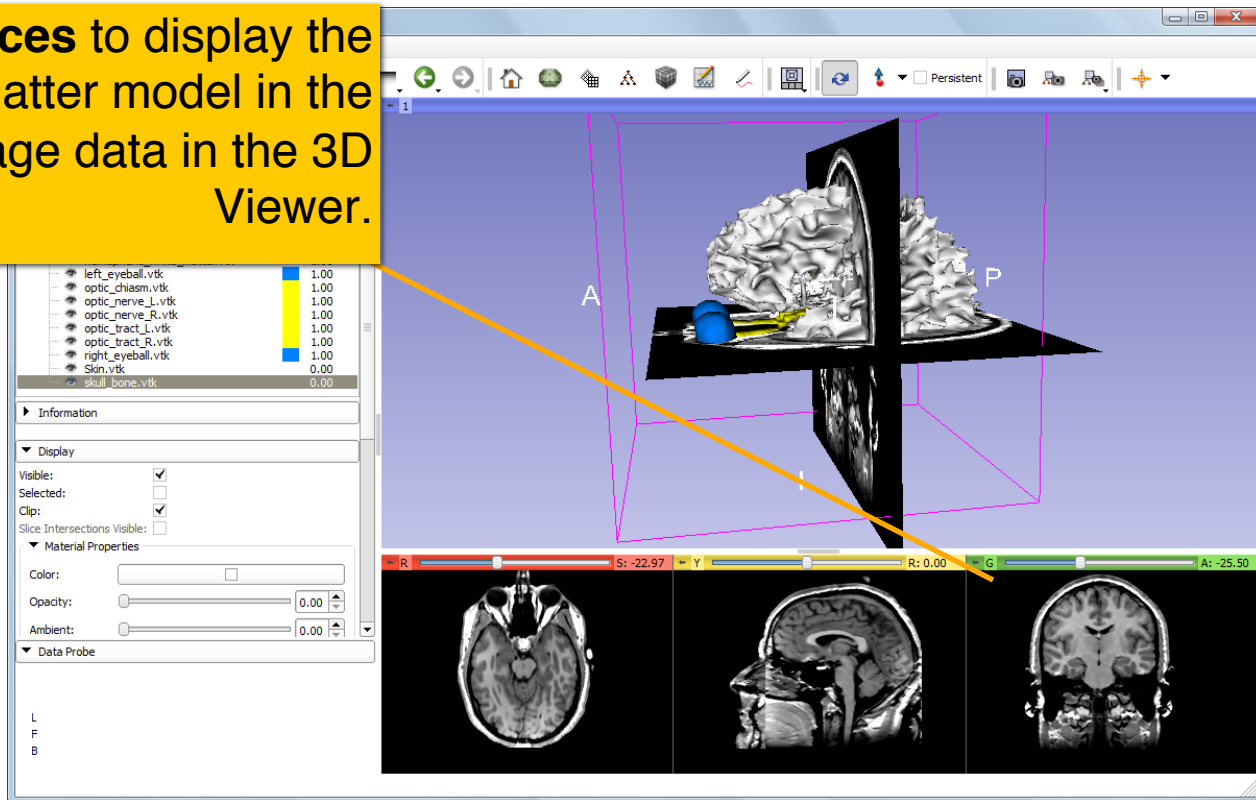 ces to display the
atter model in the
age data in the 3D
Viewer.
Persistent
1
left_eyeball.vtk 1.00
optic_chiasm.vtk 1.00
optic_nerve_L.vtk 1.00
optic_nerve_R.vtk 1.00
optic_tract_L.vtk 1.00
optic_tract_R.vtk 1.00
right_eyeball.vtk 1.00
Skin.vtk 0.00
skull_bone.vtk 0.00
A
P
I
Information
Display
Visible:
Selected:
Clip:
Slice Intersections Visible:
Material Properties
Color:
Opacity: 0.00
Ambient: 0.00
Data Probe
L
F
B
R S: -22.97
Y R: 0.00
G A: -25.50